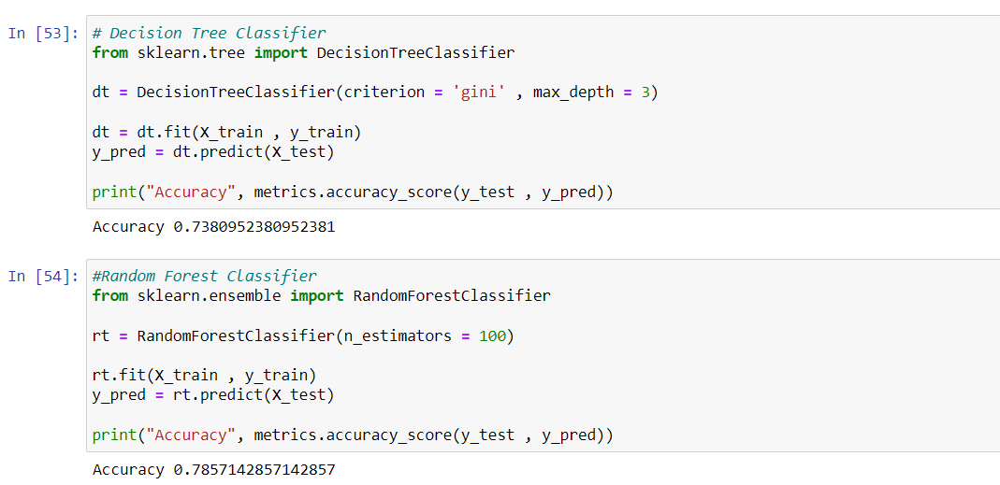 In [53]:
# Decision Tree Classifier
from sklearn.tree import DecisionTreeClassifier
dt = DecisionTreeClassifier(criterion = 'gini' , max_depth = 3)
dt = dt.fit(X_train , y_train)
y_pred = dt.predict(X_test)
print("Accuracy", metrics.accuracy_score(y_test , y_pred))
Accuracy 0.7380952380952381
In [54]:
#Random Forest Classifier
from sklearn.ensemble import RandomForestClassifier
rt = RandomForestClassifier(n_estimators = 100)
rt.fit(X_train , y_train)
y_pred = rt.predict(X_test)
print("Accuracy", metrics.accuracy_score(y_test , y_pred))
Accuracy 0.7857142857142857